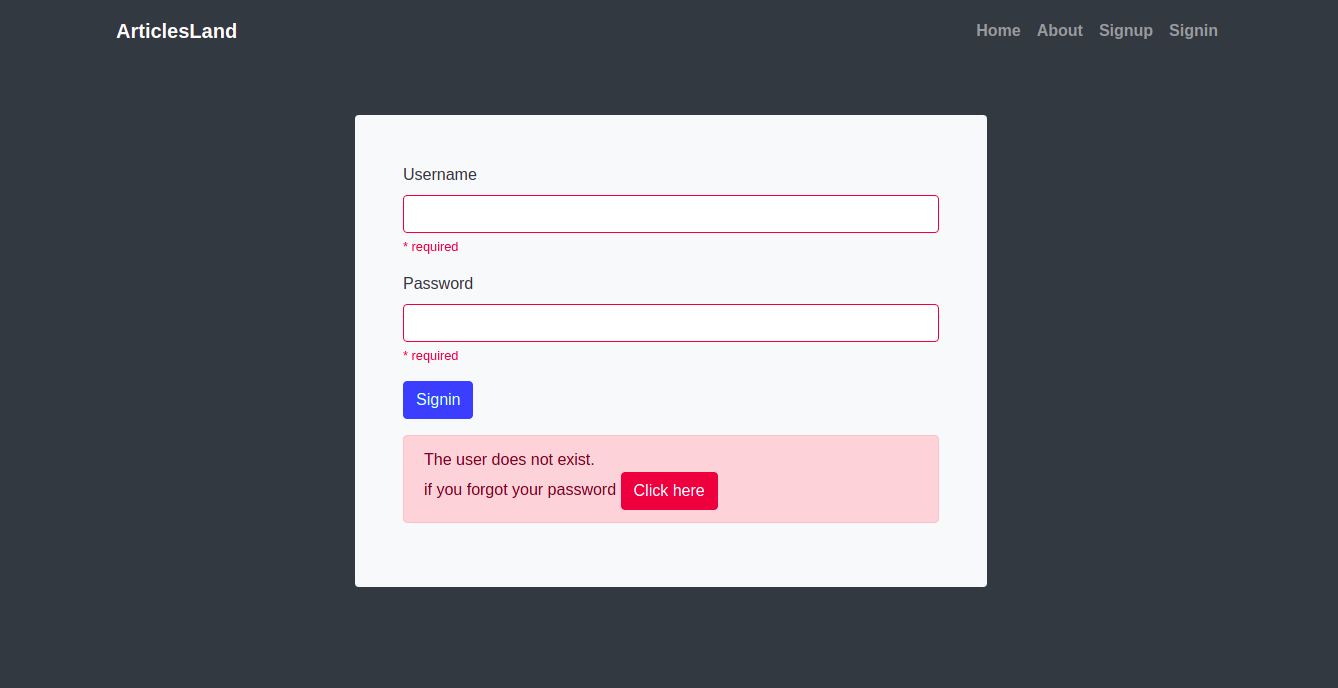 ArticlesLand Home About Signup Signin
Username
* required
Password
* required
Signin
The user does not exist.
if you forgot your password Click here